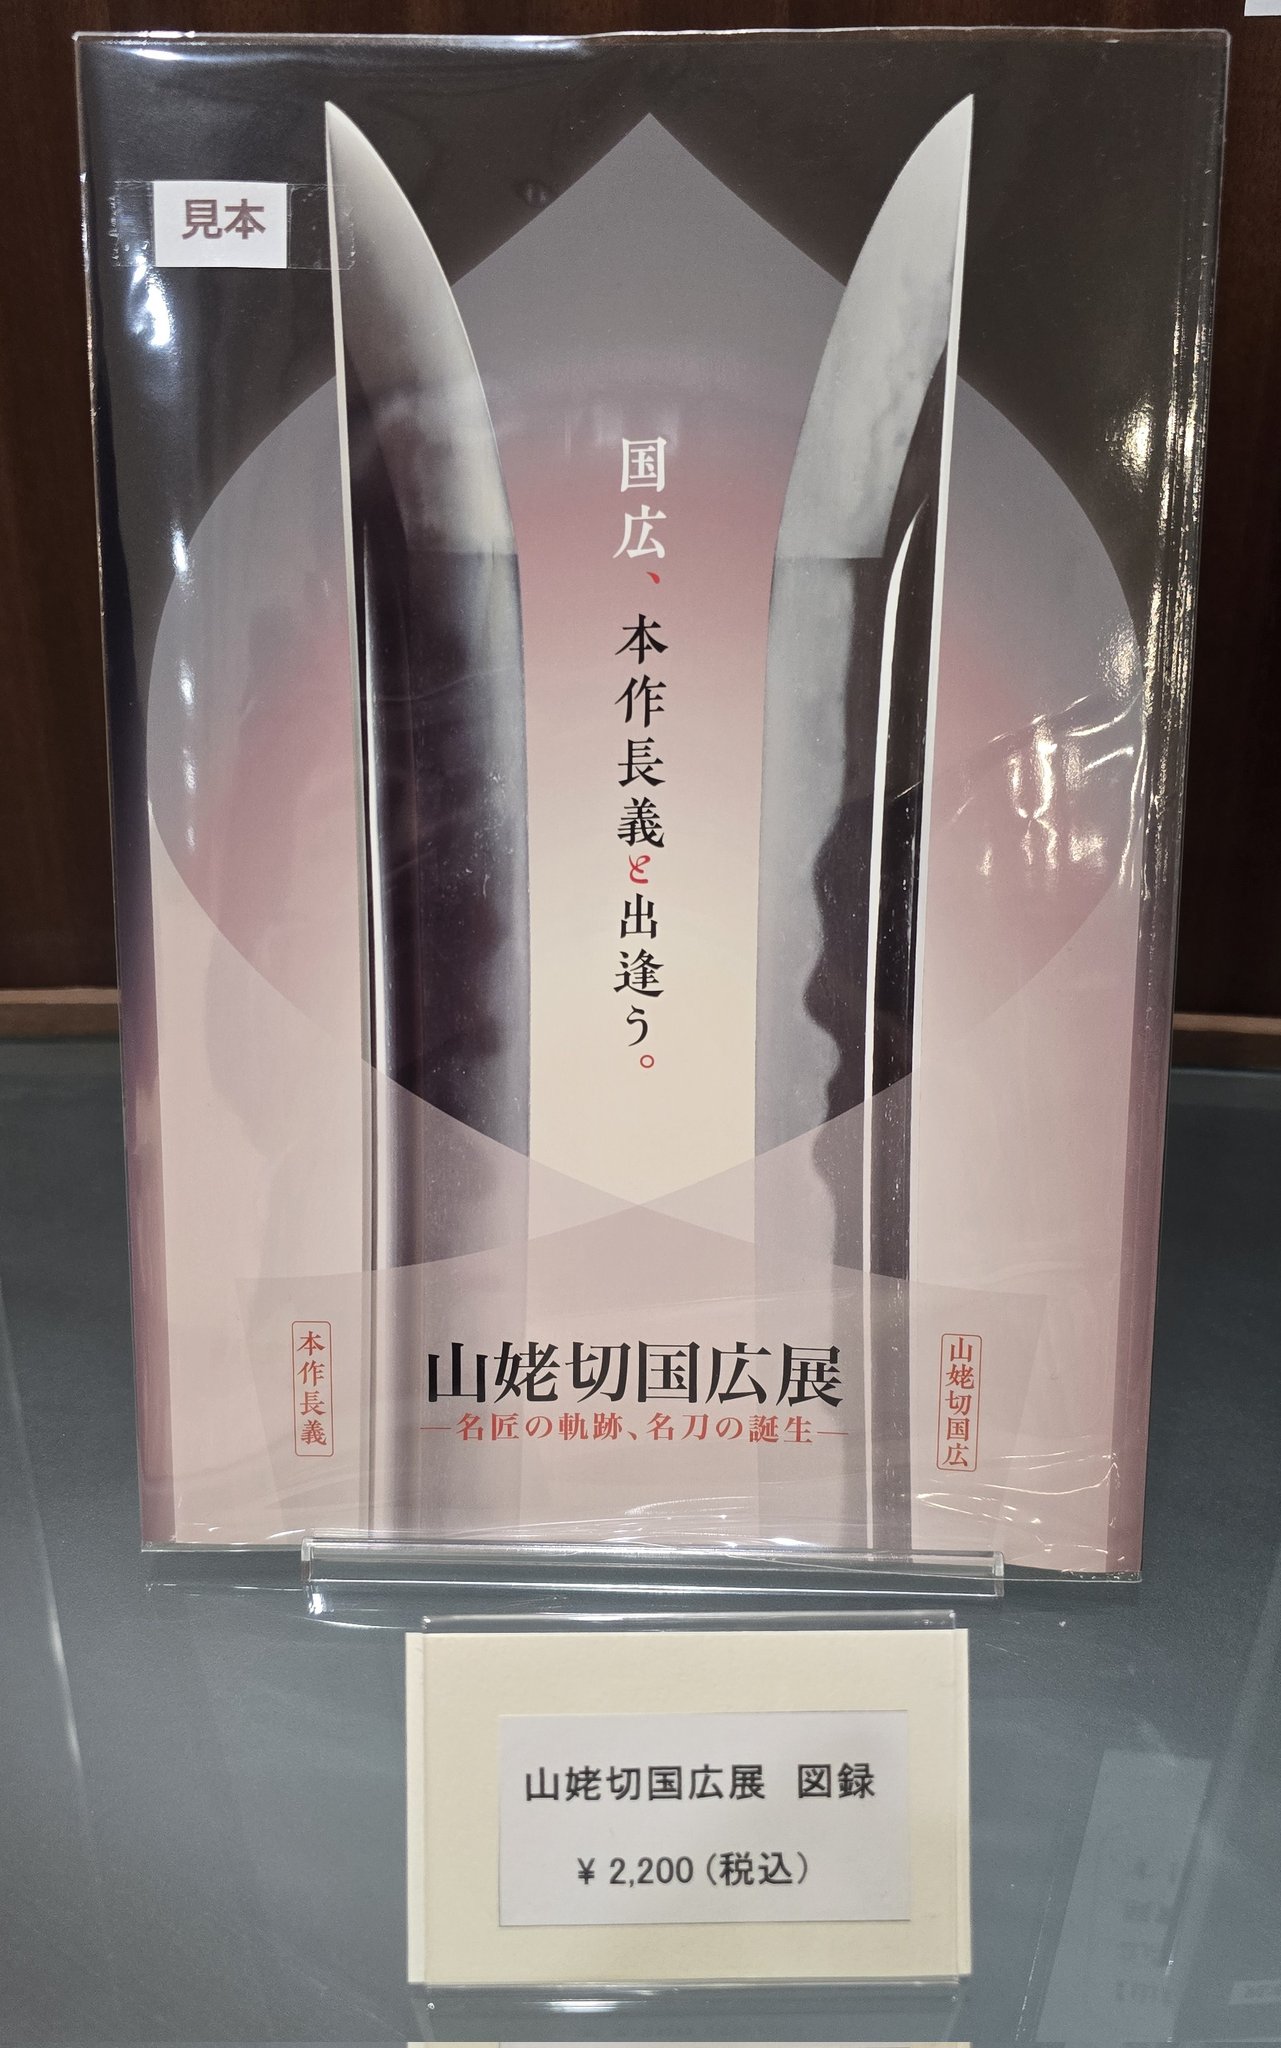 見本
国広、本作長義と出逢う。
本作長義
山姥切国広展
―名匠の軌跡、名刀の誕生―
山姥切国広
山姥切国広展 図録
¥ 2,200(税込)